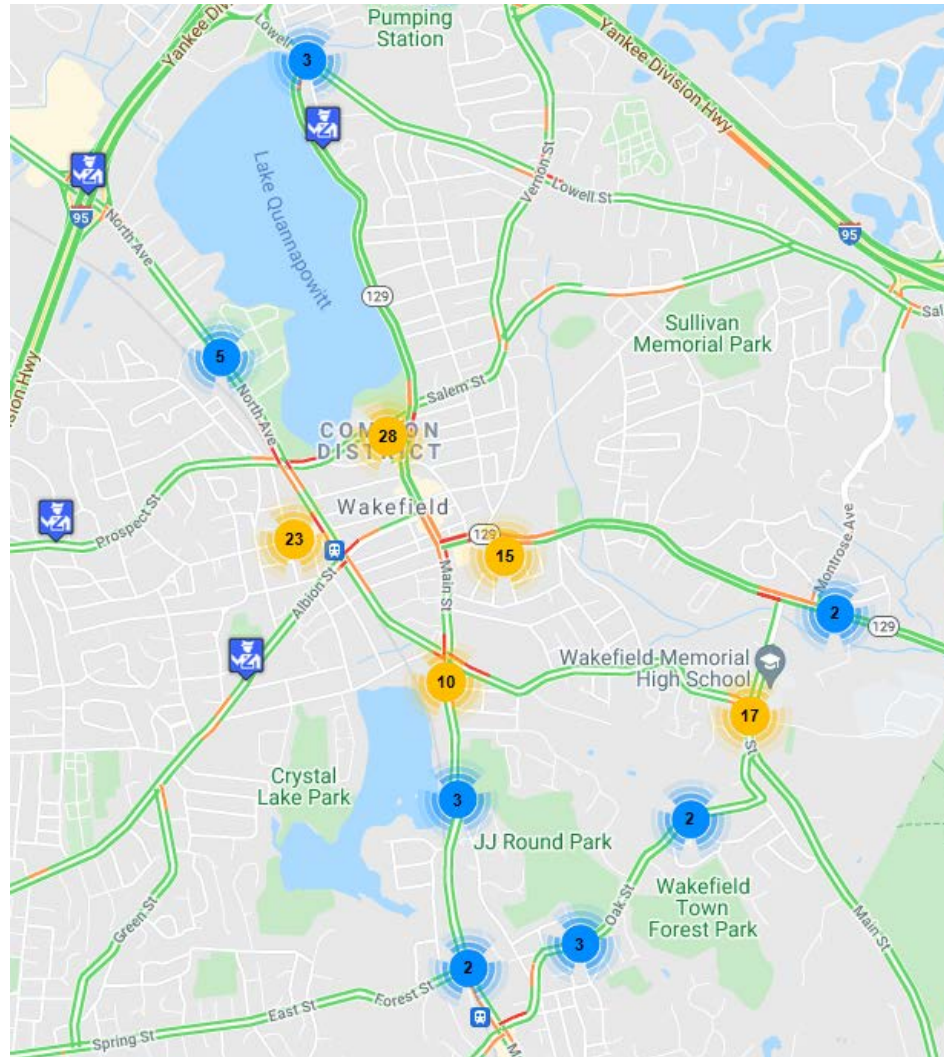 Pumping
Station
Yankee Division Hwy
Lowell
3
Yankee Division Hwy
Vernon St
Lowell St
95
95
North Ave
Lake Quannapowitt
129
Sal
Sullivan
Memorial Park
5
North Ave
Salem St
28
DISTRICT
Wakefield
Prospect St
23
129
15
Albion St
Main St
Montrose Ave
2
129
Wakefield Memorial
High School
10
17
St
Crystal
Lake Park
3
2
JJ Round Park
Wakefield
Town
Forest Park
Oak St
Main St
Green St
3
2
Forest St
East St
Spring St